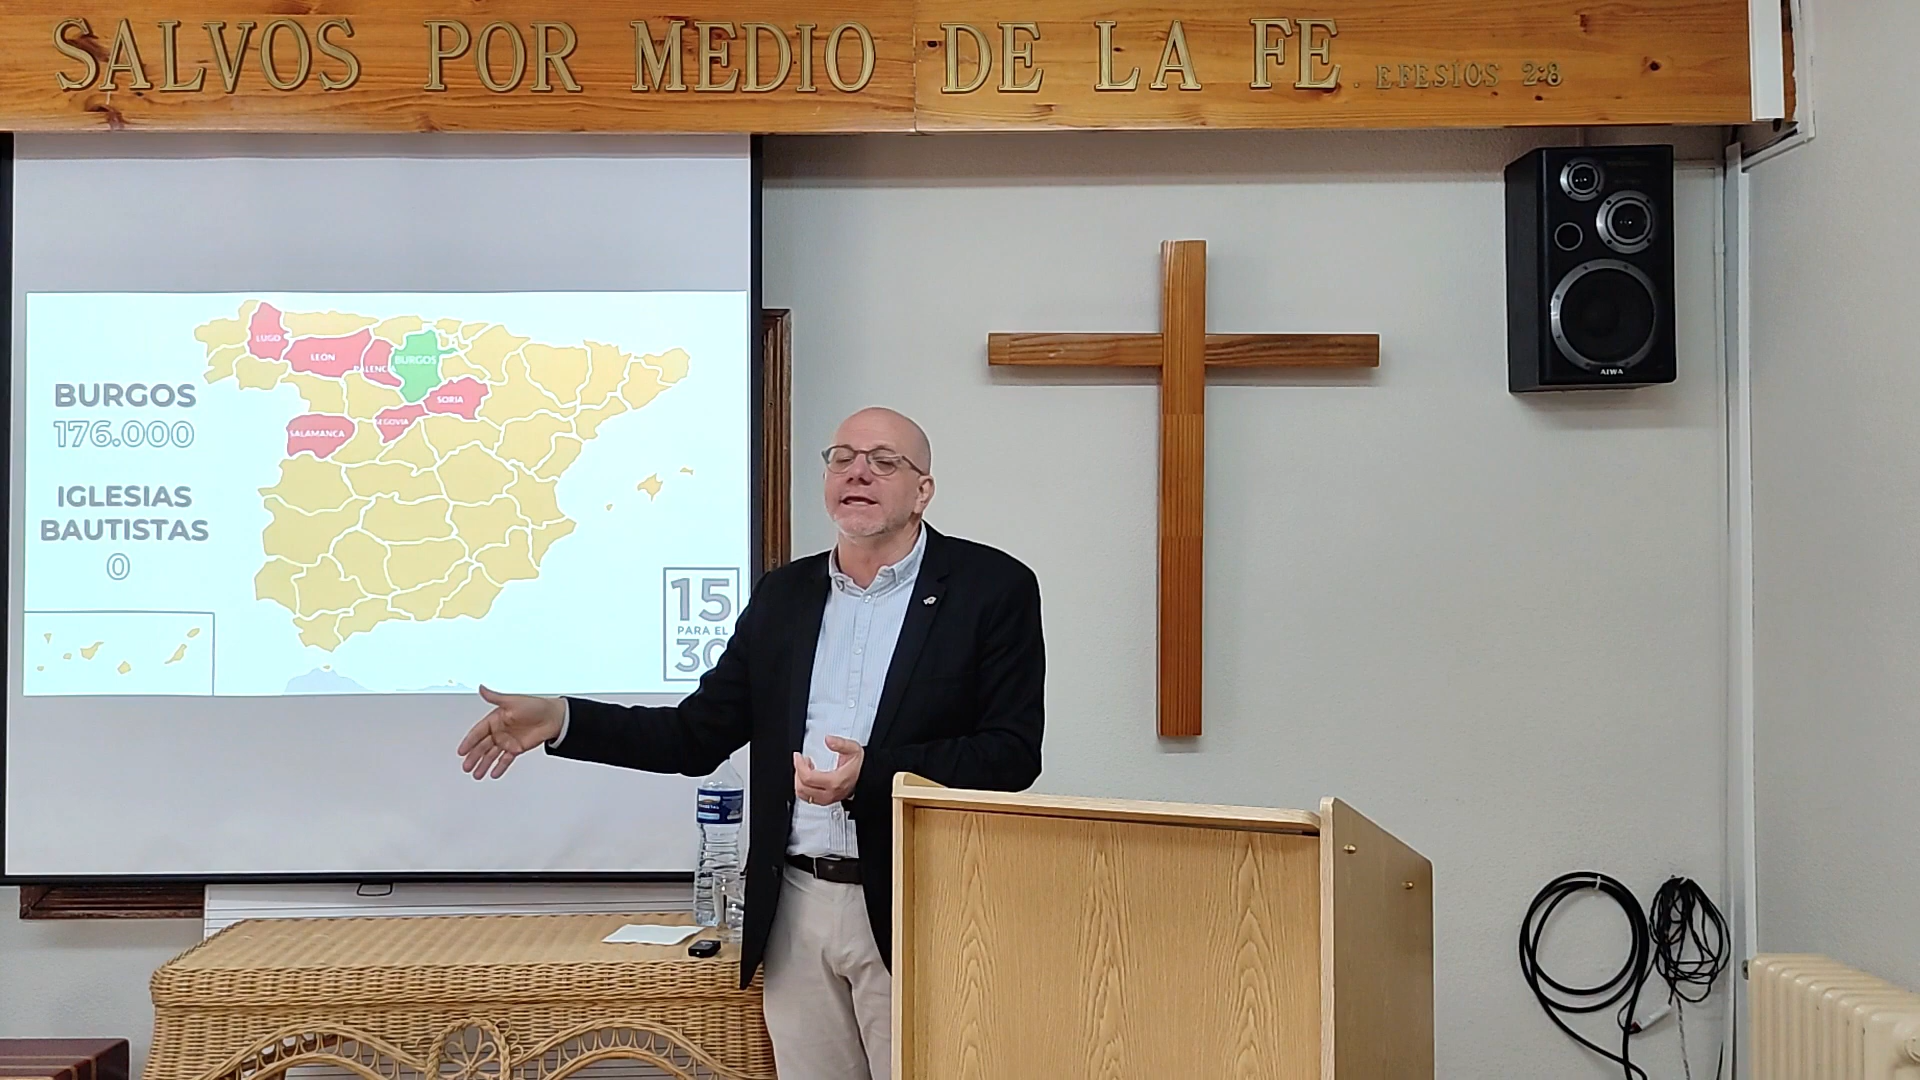 SALVOS POR MEDIO DE LA FE. EFESIOS 2:8
LUGO
LEÓN
PALENCIA
BURGOS
SORIA
SEGOVIA
SALAMANCA
BURGOS
176.000
IGLESIAS
BAUTISTAS
0
15
PARA EL
30
AIWA